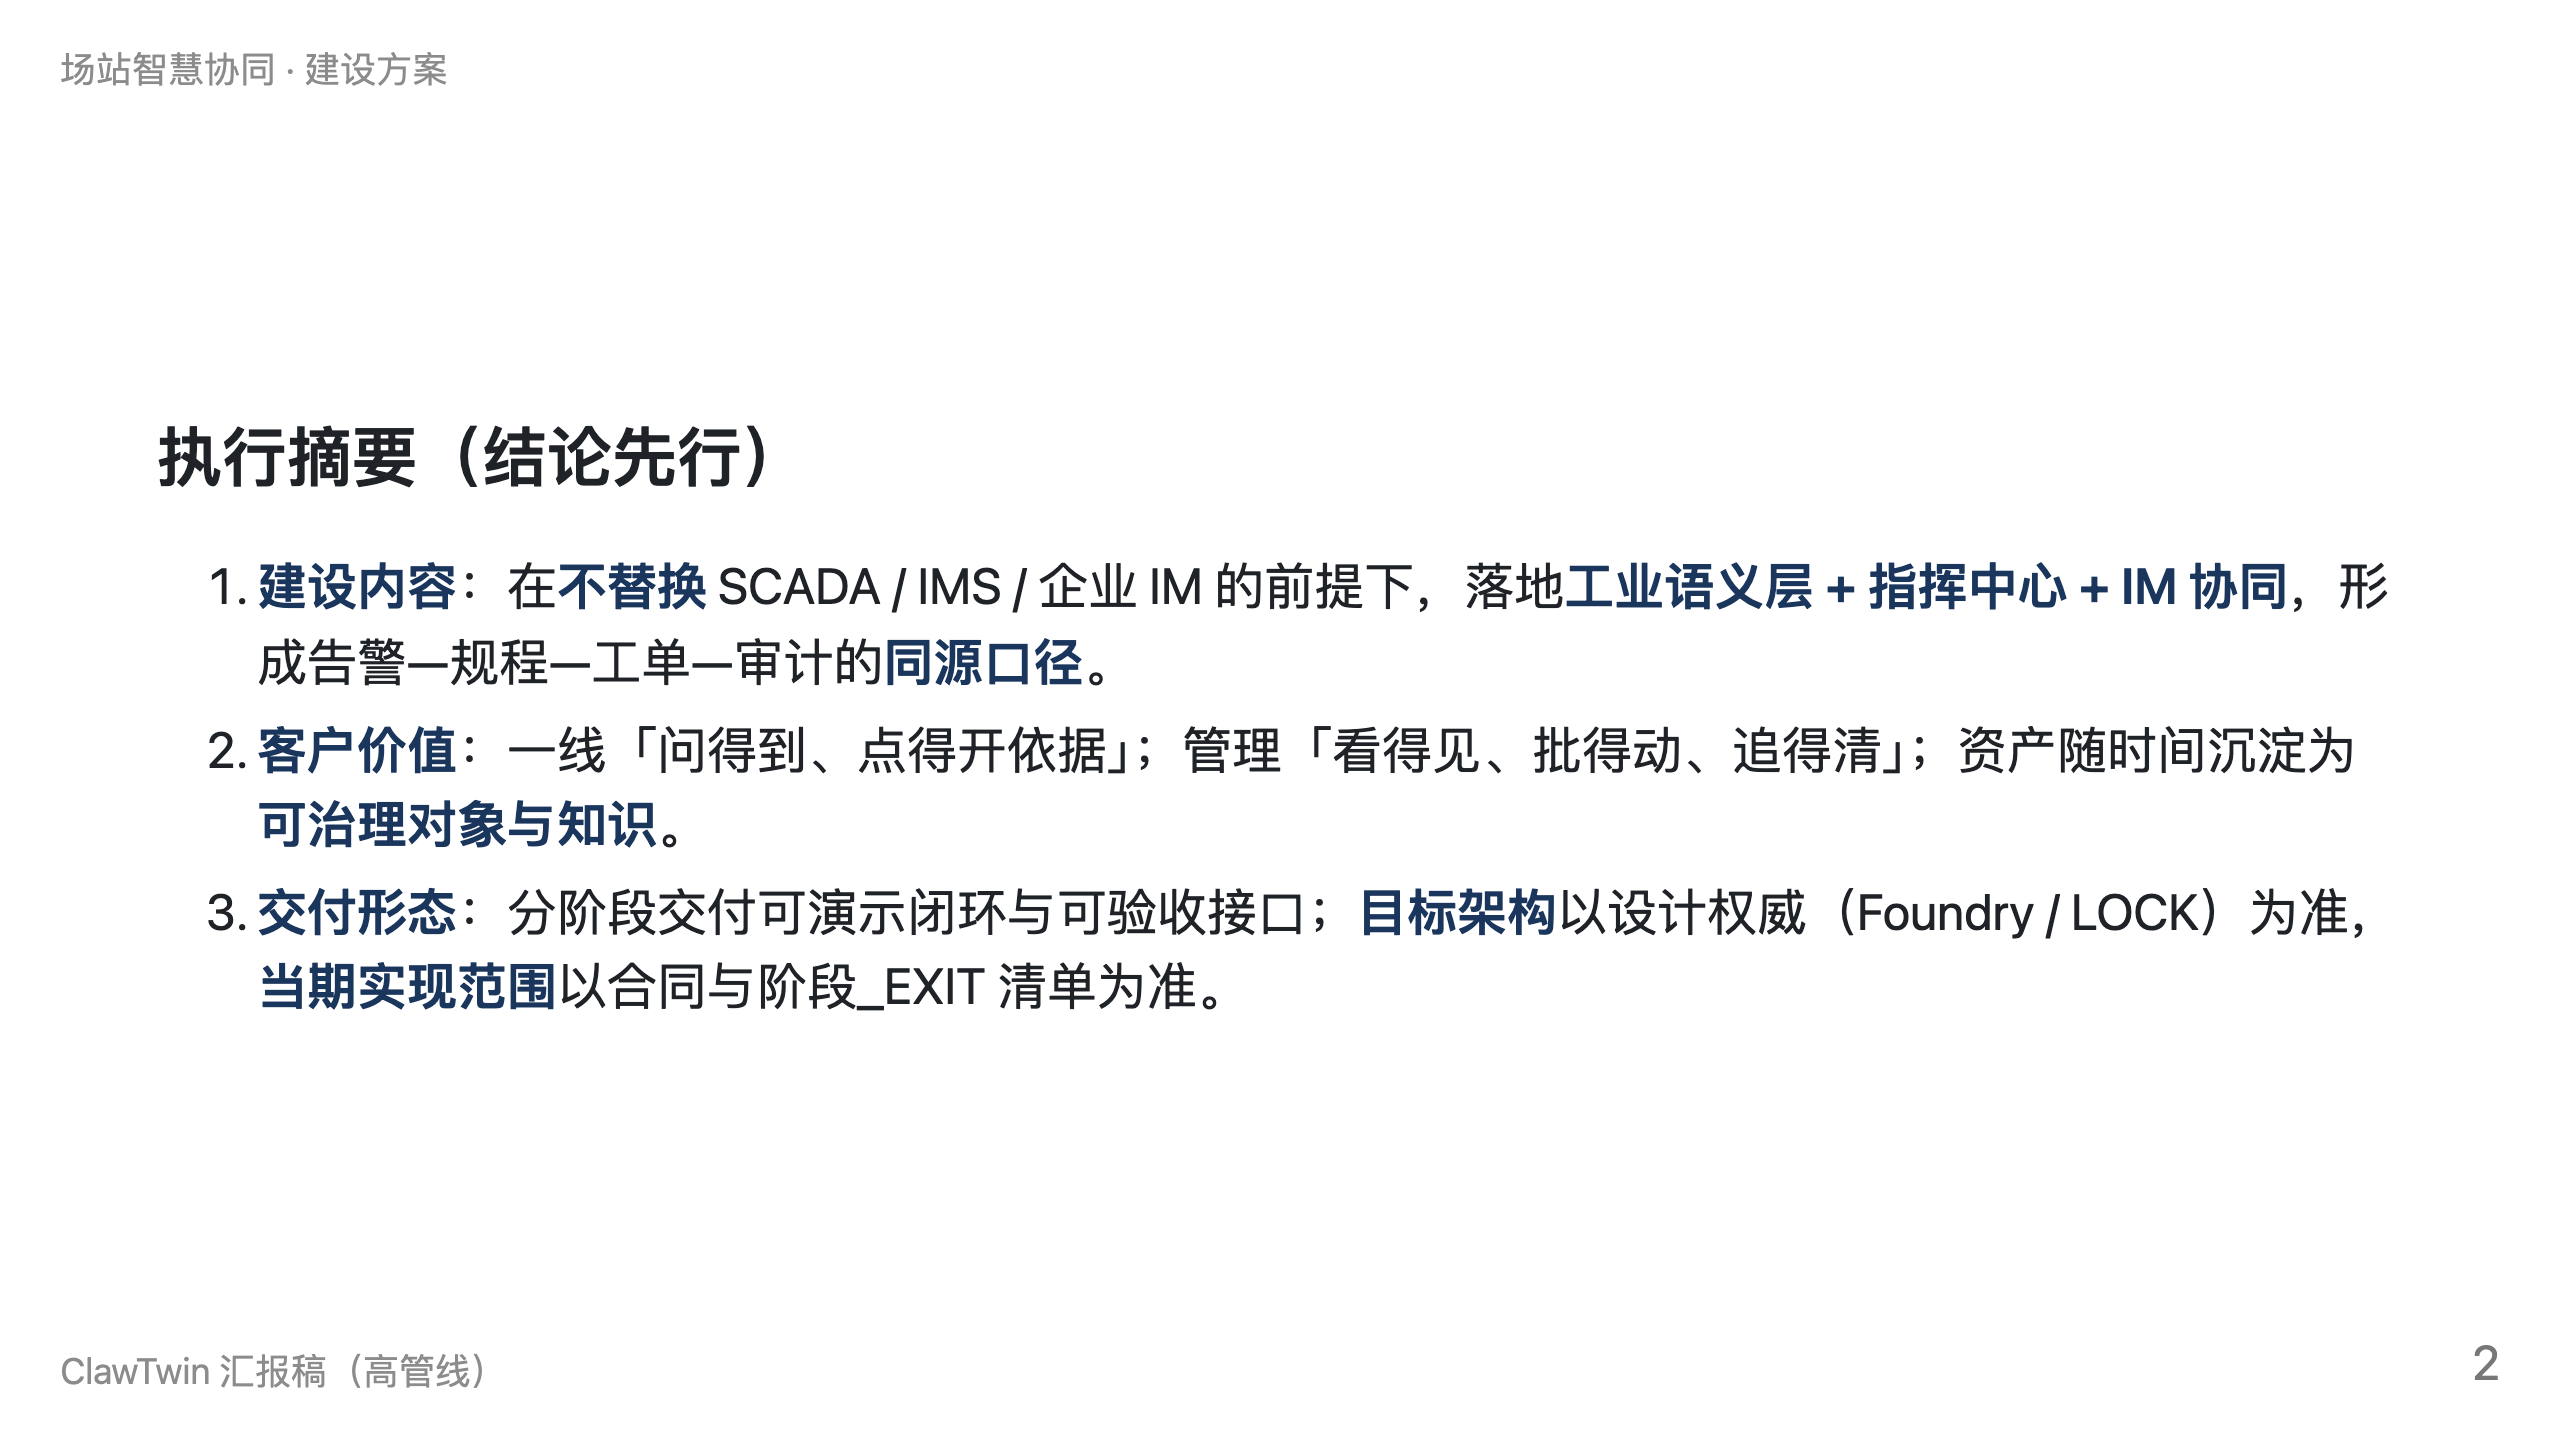 场站智慧协同 · 建设方案
执行摘要（结论先行）
1. 建设内容：在不替换 SCADA / IMS / 企业 IM 的前提下，落地工业语义层 + 指挥中心 + IM 协同，形
成告警—规程—工单—审计的同源口径。
2. 客户价值：一线「问得到、点得开依据」；管理「看得见、批得动、追得清」；资产随时间沉淀为
可治理对象与知识。
3. 交付形态：分阶段交付可演示闭环与可验收接口；目标架构以设计权威（Foundry / LOCK）为准，
当期实现范围以合同与阶段_EXIT 清单为准。
ClawTwin 汇报稿（高管线）
2